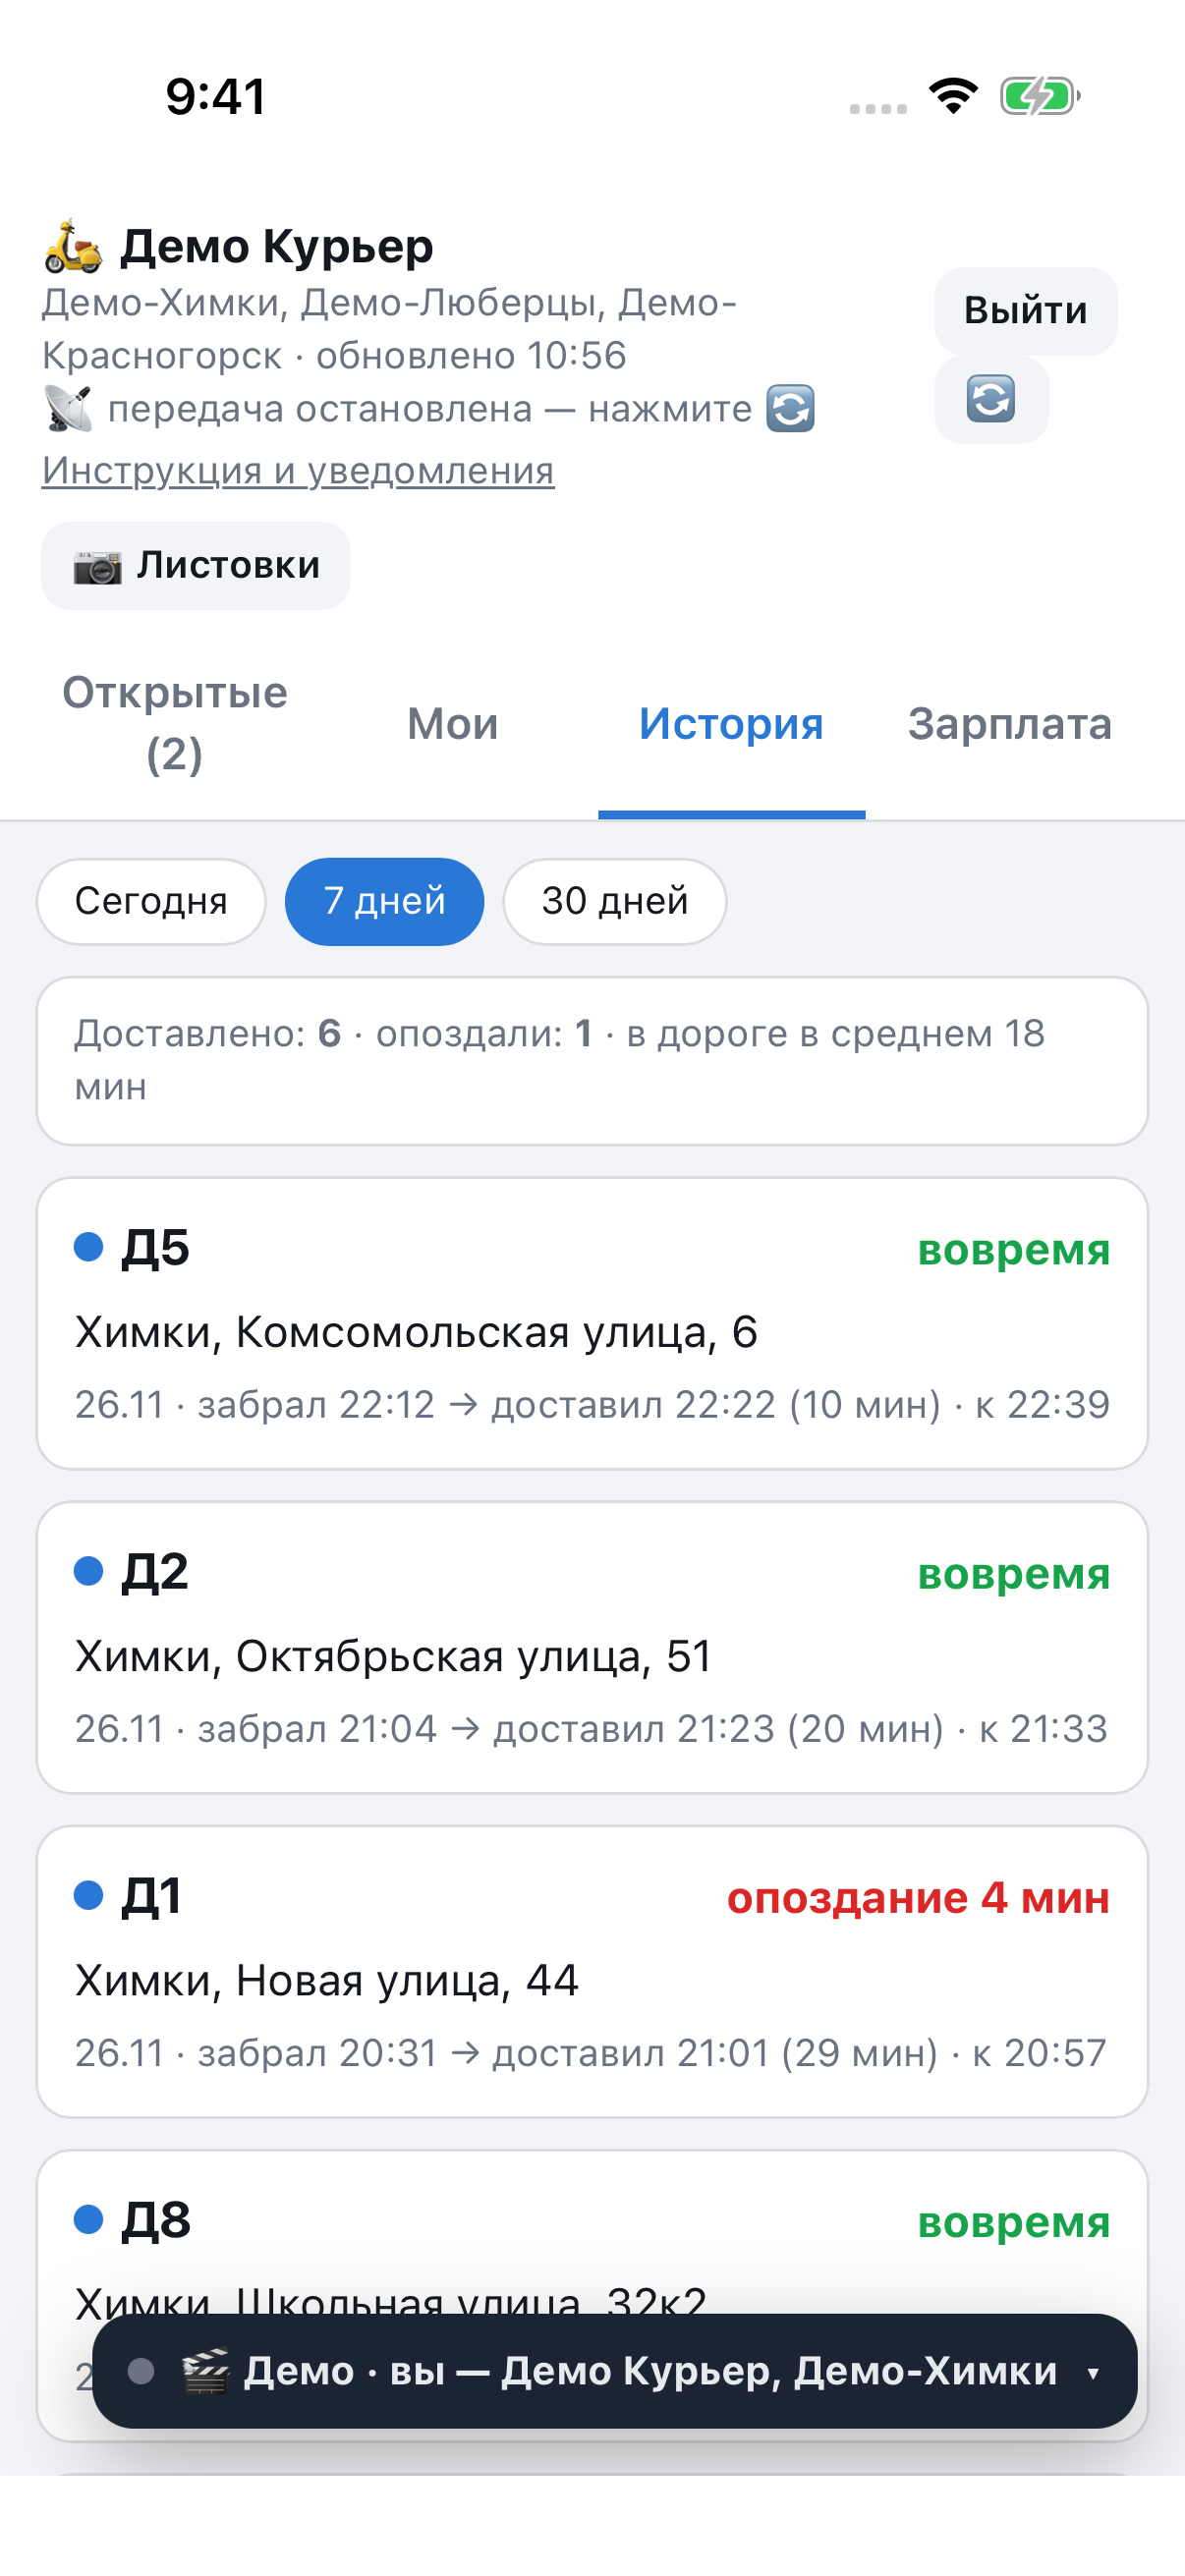 9:41
Демо Курьер
Демо-Химки, Демо-Люберцы, Демо-
Красногорск · обновлено 10:56
передача остановлена — нажмите
Инструкция и уведомления
Выйти
Листовки
Открытые
(2)
Мои
История
Зарплата
Сегодня
7 дней
30 дней
Доставлено: 6 · опоздали: 1 · в дороге в среднем 18
мин
Д5
вовремя
Химки, Комсомольская улица, 6
26.11 · забрал 22:12 → доставил 22:22 (10 мин) · к 22:39
Д2
вовремя
Химки, Октябрьская улица, 51
26.11 · забрал 21:04 → доставил 21:23 (20 мин) · к 21:33
Д1
опоздание 4 мин
Химки, Новая улица, 44
26.11 · забрал 20:31 → доставил 21:01 (29 мин) · к 20:57
Д8
вовремя
Химки, Школьная улица, 32к2
Демо · вы — Демо Курьер, Демо-Химки ▾